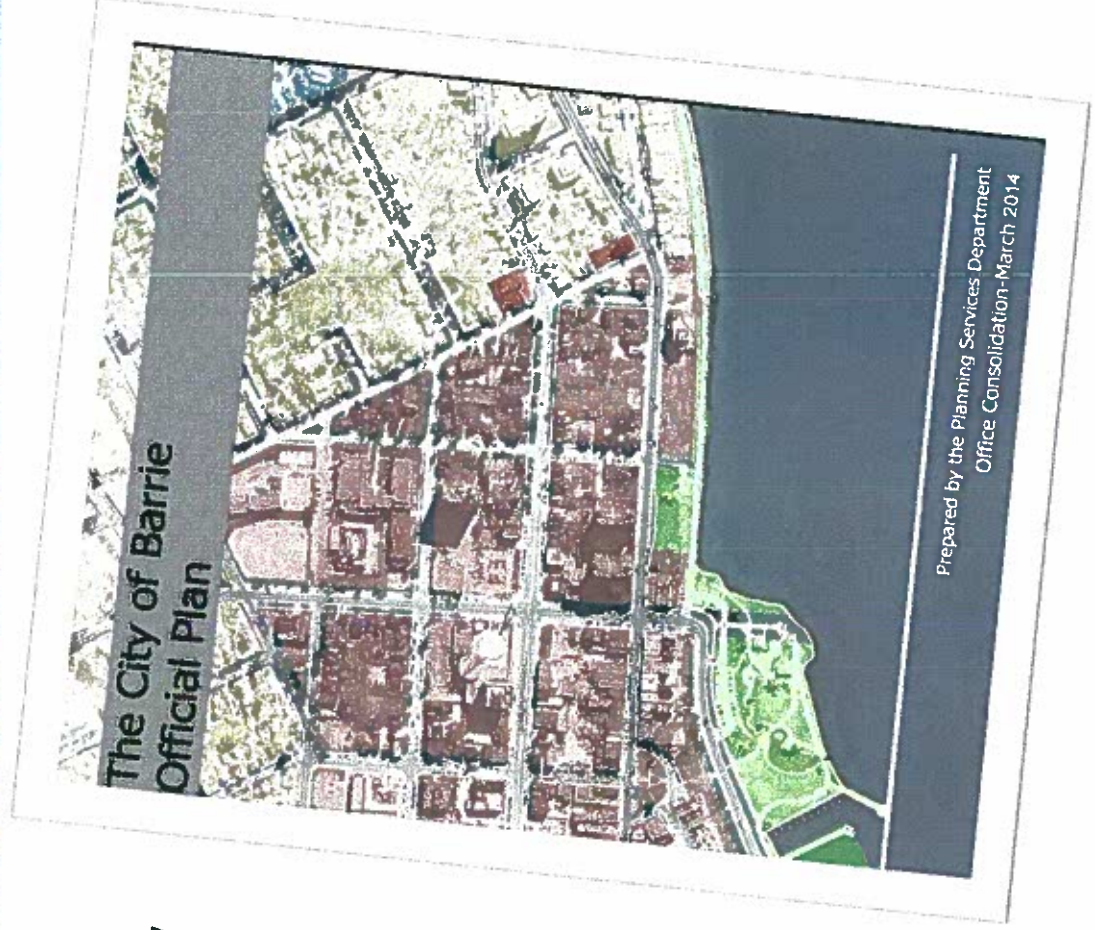 The City of Barrie
Official Plan
Prepared by the Planning Services Department
Office Consolidation-March 2014